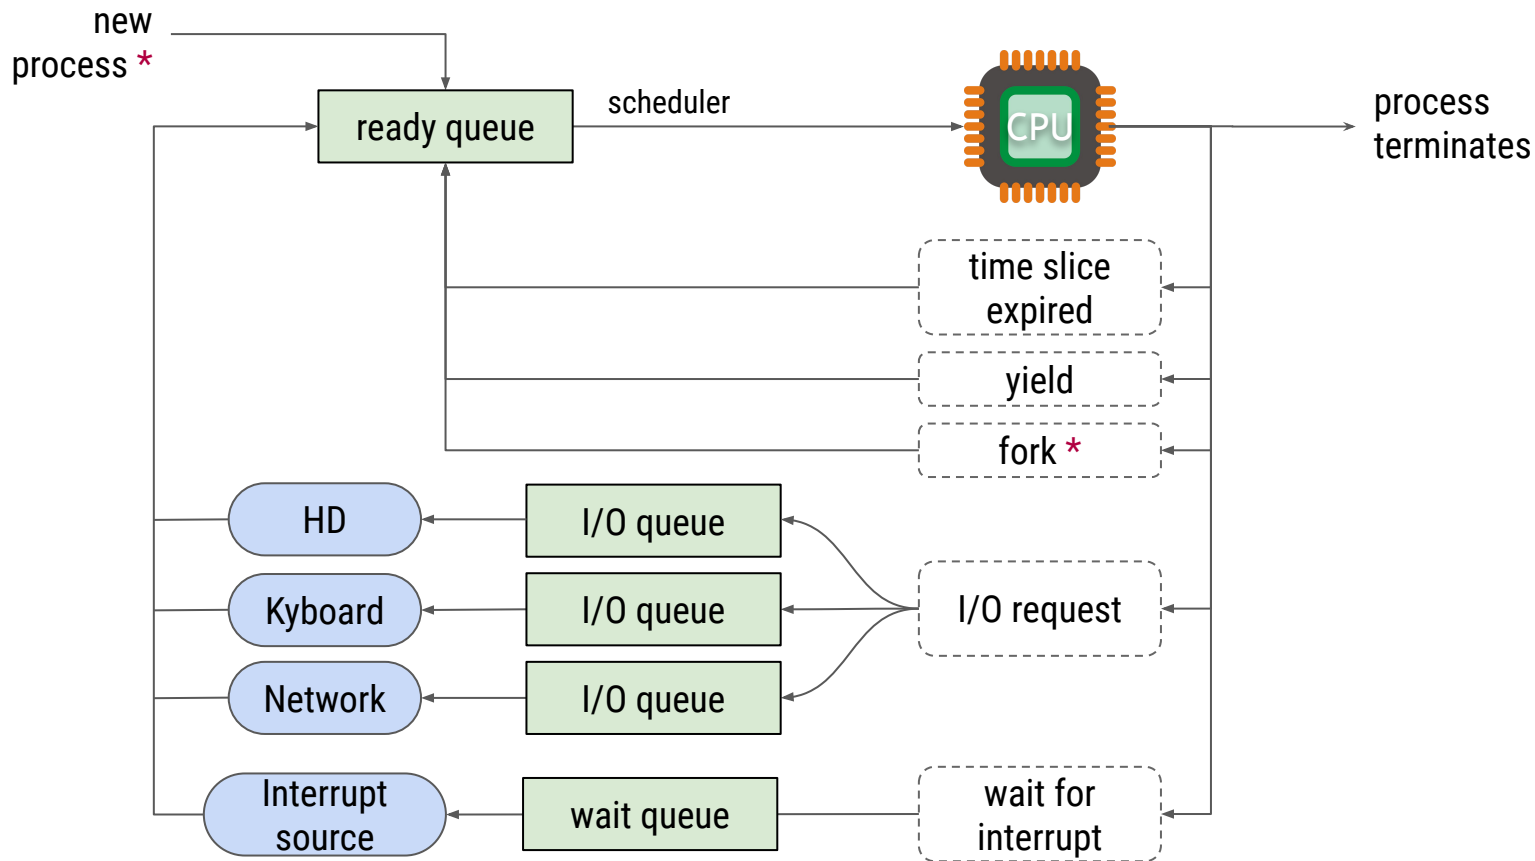 new
process *
ready queue
scheduler
CPU
process
terminates
time slice
expired
yield
fork *
HD
I/O queue
Kyboard
I/O queue
I/O request
Network
I/O queue
Interrupt
source
wait queue
wait for
interrupt